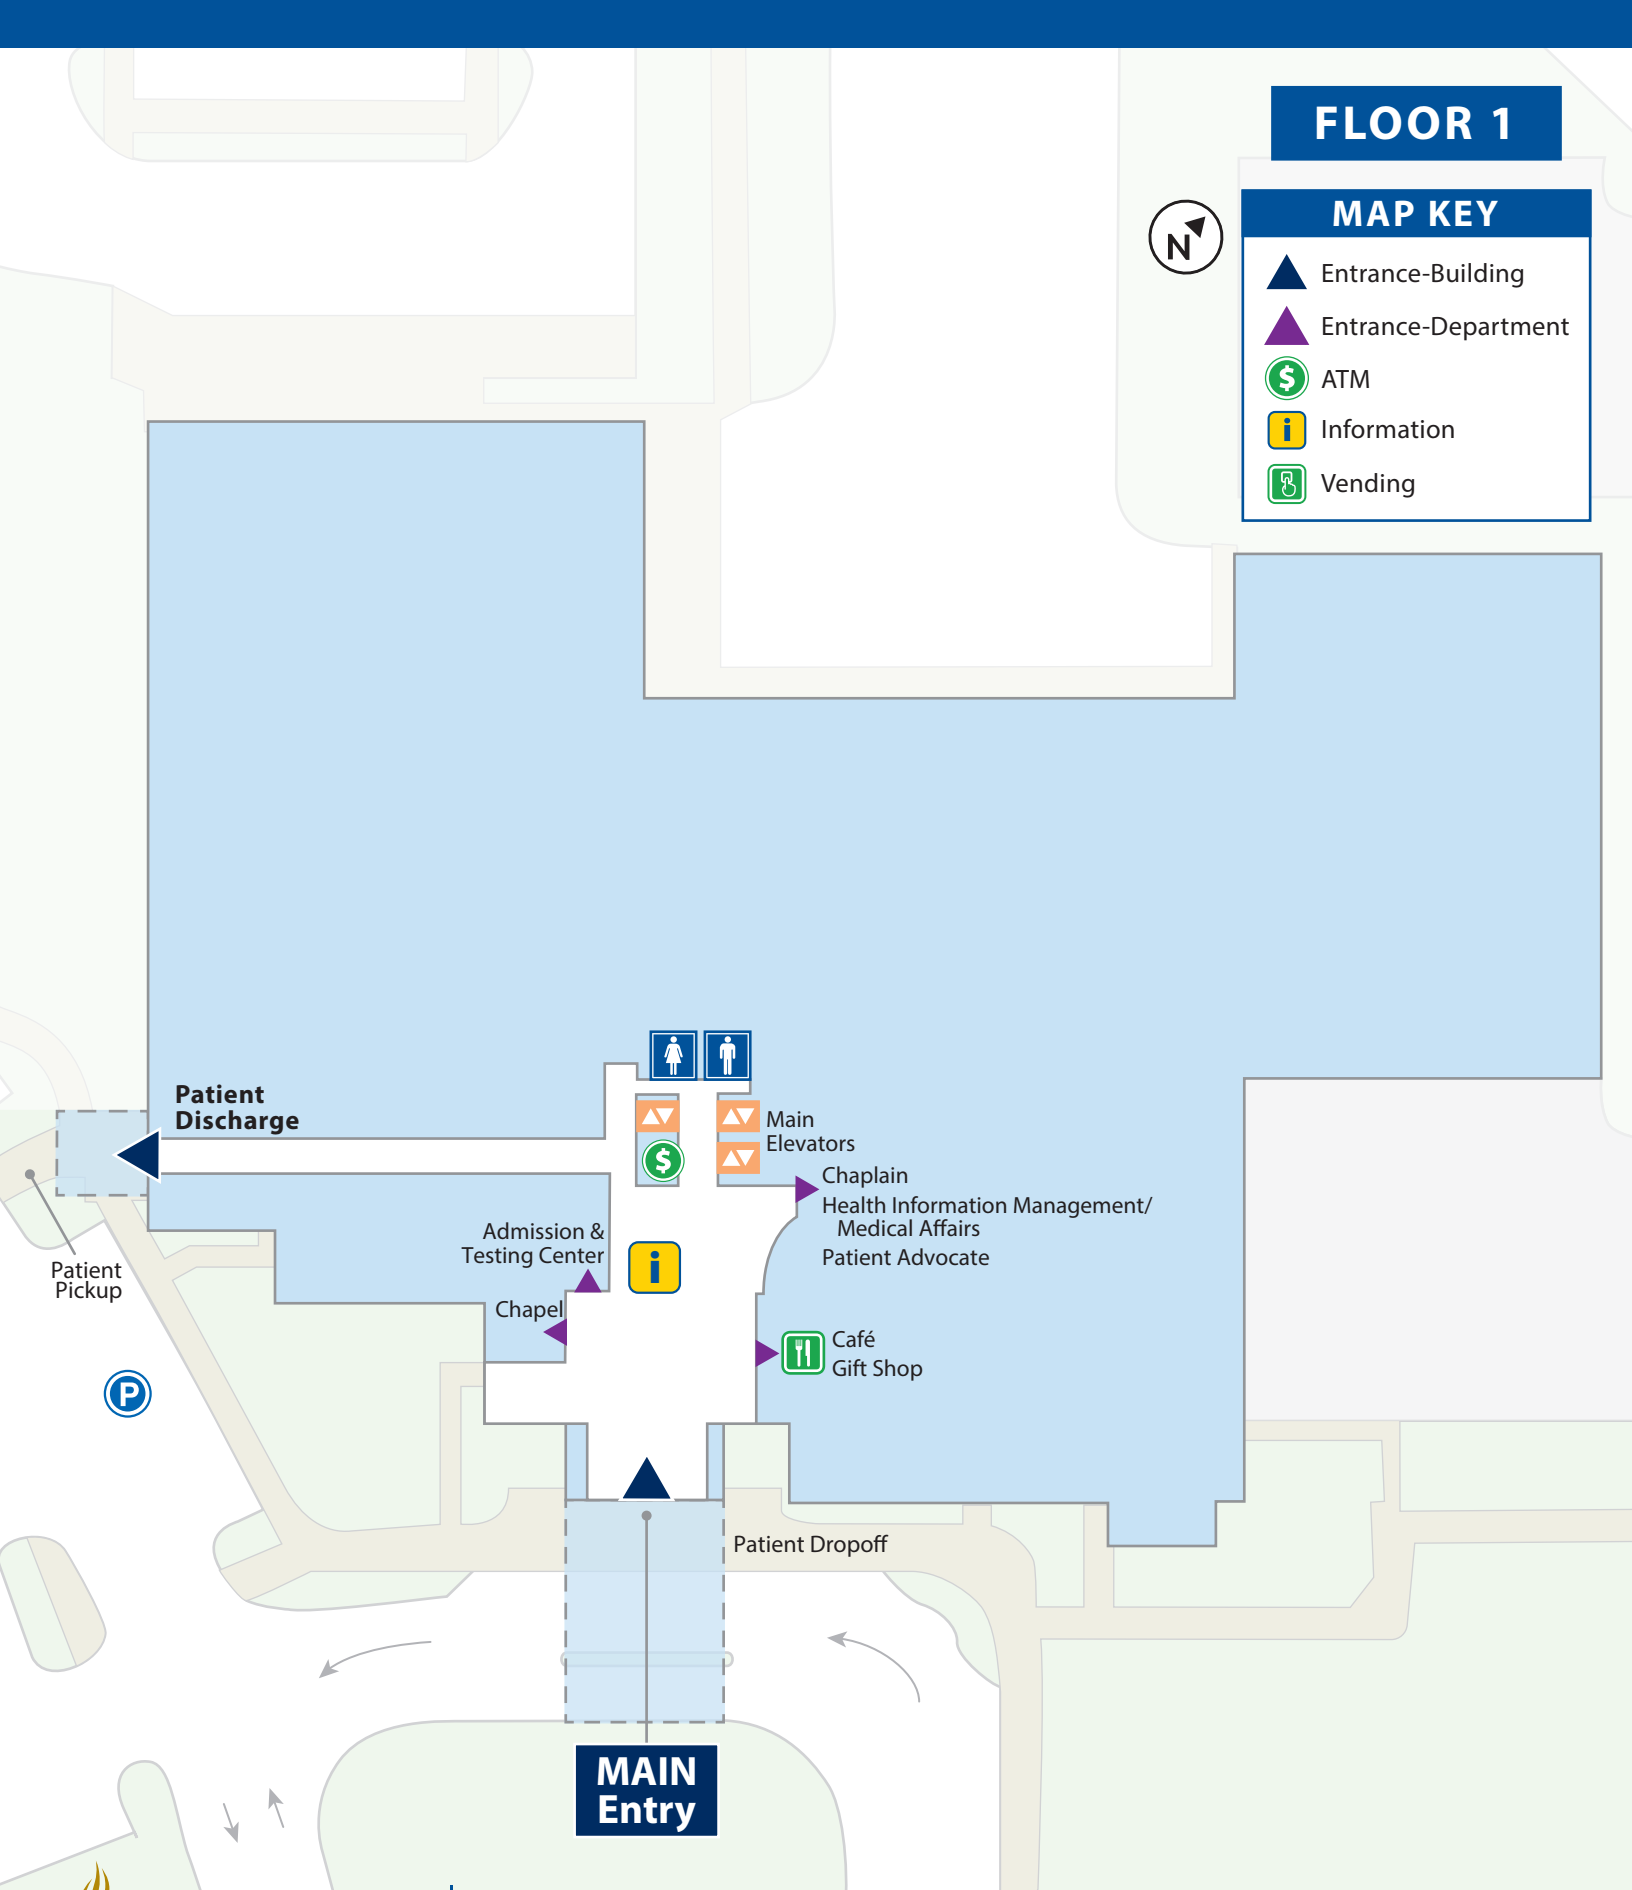 FLOOR 1
MAP KEY
N
Entrance-Building
Entrance-Department
$ ATM
i Information
Vending
Patient
Discharge
Main
Elevators
$
Chaplain
Health Information Management/
Medical Affairs
Patient Advocate
Admission &
Testing Center
i
Patient
Pickup
Chapel
Café
Gift Shop
P
Patient Dropoff
MAIN
Entry